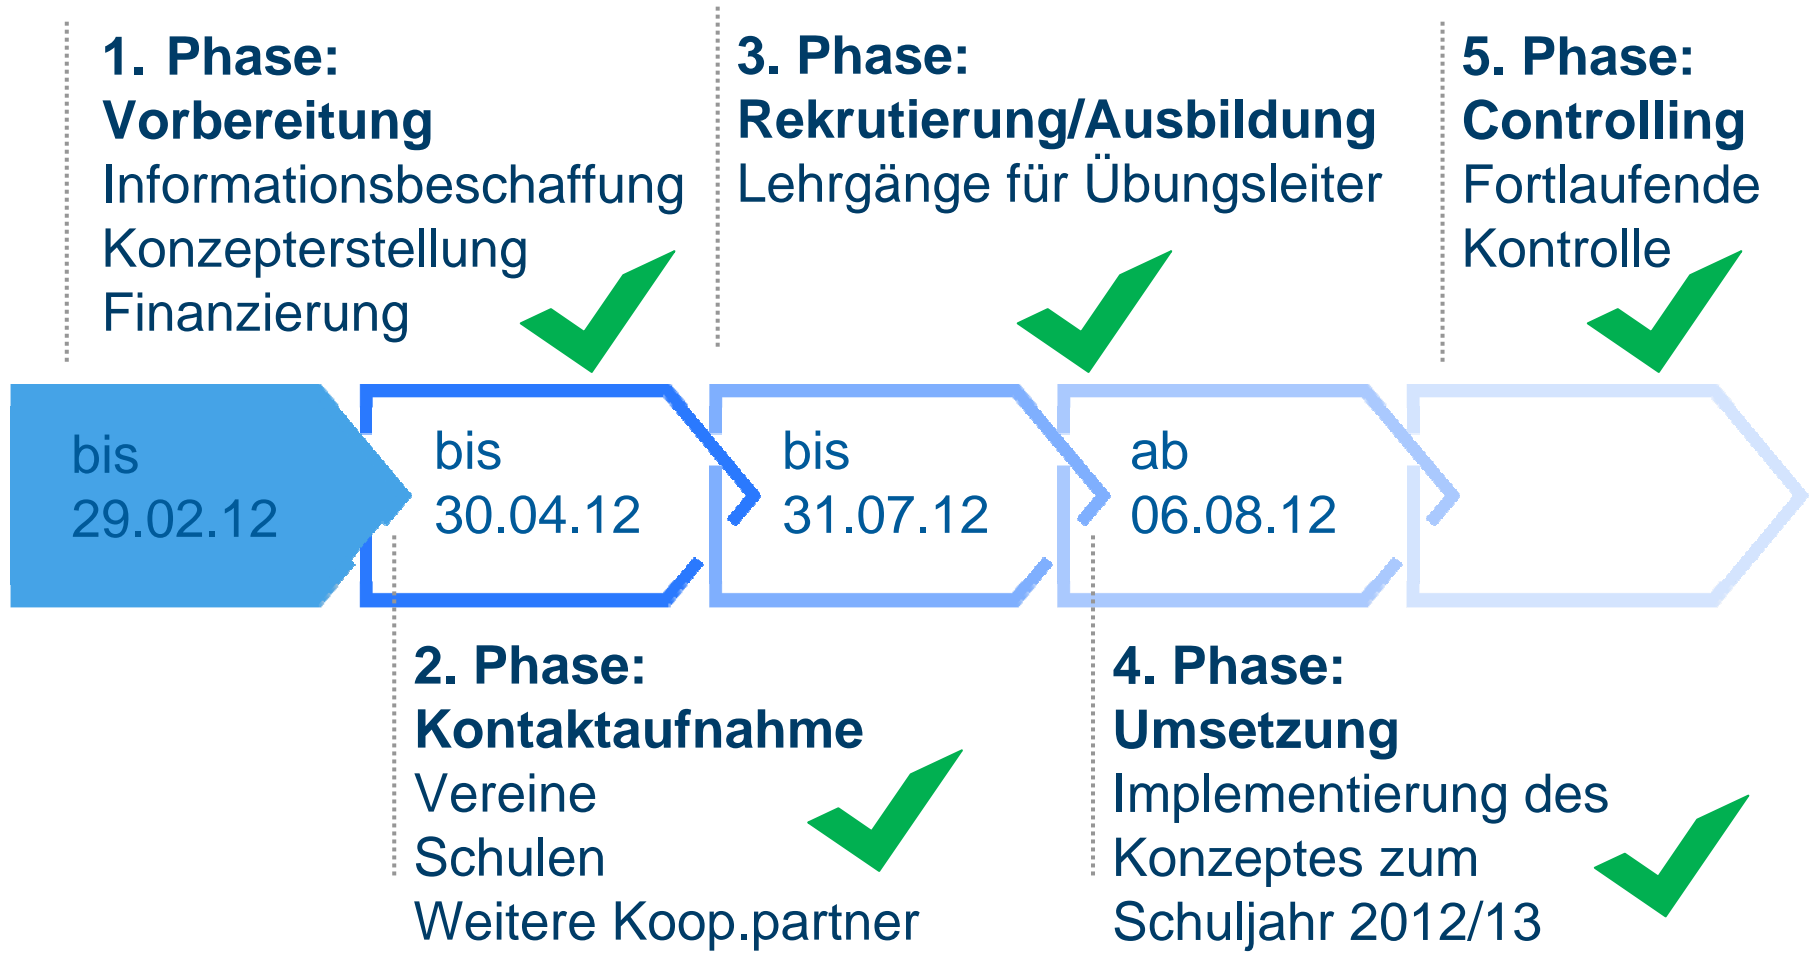 1. Phase:
Vorbereitung
Informationsbeschaffung
Konzepterstellung
Finanzierung
3. Phase:
Rekrutierung/Ausbildung
Lehrgänge für Übungsleiter
5. Phase:
Controlling
Fortlaufende
Kontrolle
bis
29.02.12
bis
30.04.12
bis
31.07.12
ab
06.08.12
2. Phase:
Kontaktaufnahme
Vereine
Schulen
Weitere Koop.partner
4. Phase:
Umsetzung
Implementierung des
Konzeptes zum
Schuljahr 2012/13